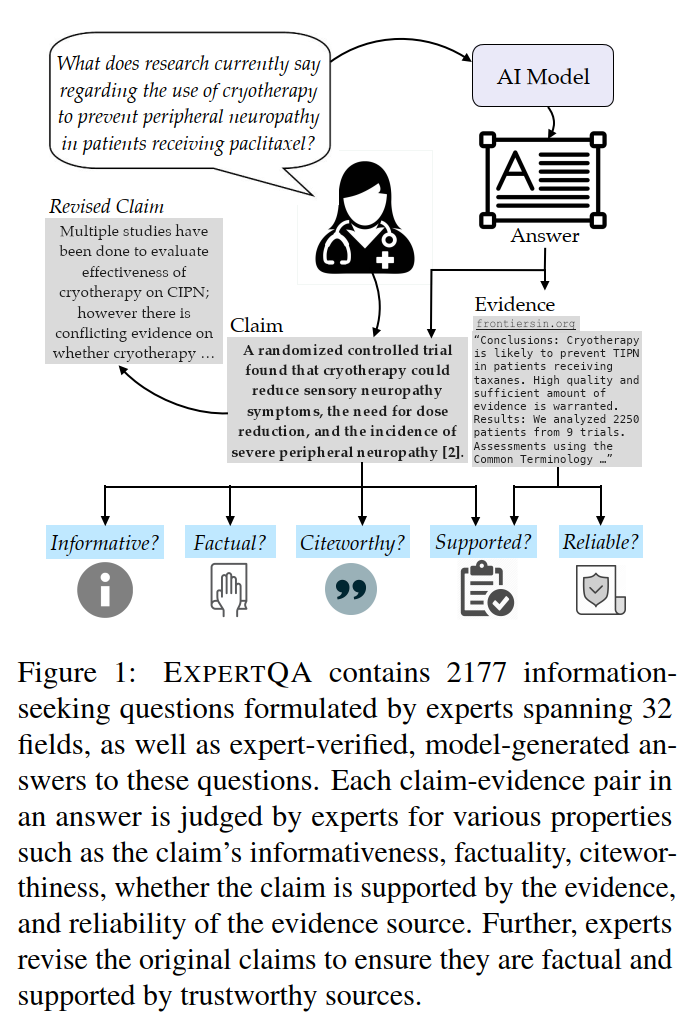 What does research currently say
regarding the use of cryotherapy
to prevent peripheral neuropathy
in patients receiving paclitaxel?
AI Model
A
Answer
Revised Claim
Multiple studies have
been done to evaluate
effectiveness of
cryotherapy on CIPN;
however there is
conflicting evidence on
whether cryotherapy …
Claim
A randomized controlled trial
found that cryotherapy could
reduce sensory neuropathy
symptoms, the need for dose
reduction, and the incidence of
severe peripheral neuropathy [2].
Evidence
frontiersin.org
“Conclusions: Cryotherapy
is likely to prevent TIPN
in patients receiving
taxanes. High quality and
sufficient amount of
evidence is warranted.
Results: We analyzed 2250
patients from 9 trials.
Assessments using the
Common Terminology …”
Informative?
Factual?
Citeworthy?
Supported?
Reliable?
Figure 1: EXPERTQA contains 2177 information-
seeking questions formulated by experts spanning 32
fields, as well as expert-verified, model-generated an-
swers to these questions. Each claim-evidence pair in
an answer is judged by experts for various properties
such as the claim’s informativeness, factuality, citewor-
thiness, whether the claim is supported by the evidence,
and reliability of the evidence source. Further, experts
revise the original claims to ensure they are factual and
supported by trustworthy sources.